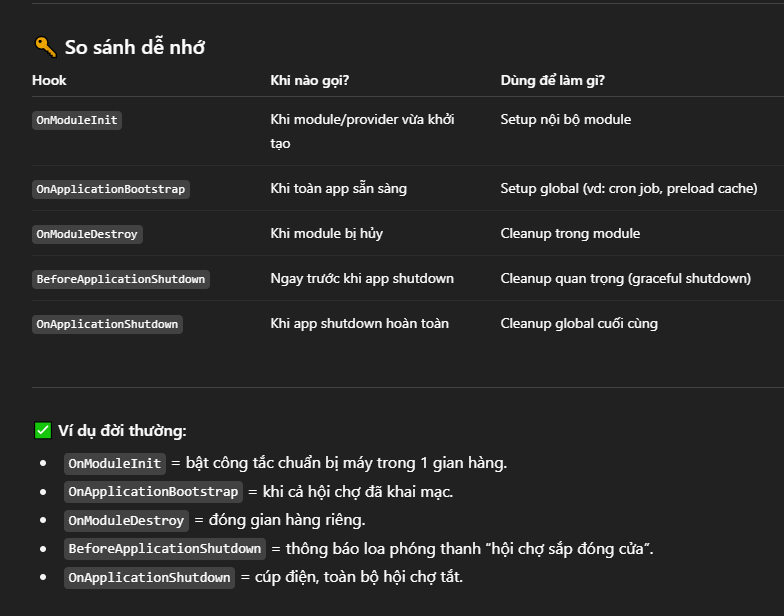 🔑 So sánh dễ nhớ
Hook Khi nào gọi? Dùng để làm gì?
OnModuleInit Khi module/provider vừa khởi tạo Setup nội bộ module
OnApplicationBootstrap Khi toàn app sẵn sàng Setup global (vd: cron job, preload cache)
OnModuleDestroy Khi module bị hủy Cleanup trong module
BeforeApplicationShutdown Ngay trước khi app shutdown Cleanup quan trọng (graceful shutdown)
OnApplicationShutdown Khi app shutdown hoàn toàn Cleanup global cuối cùng
✅ Ví dụ đời thường:
• OnModuleInit = bật công tắc chuẩn bị máy trong 1 gian hàng.
• OnApplicationBootstrap = khi cả hội chợ đã khai mạc.
• OnModuleDestroy = đóng gian hàng riêng.
• BeforeApplicationShutdown = thông báo loa phóng thanh “hội chợ sắp đóng cửa”.
• OnApplicationShutdown = cúp điện, toàn bộ hội chợ tắt.